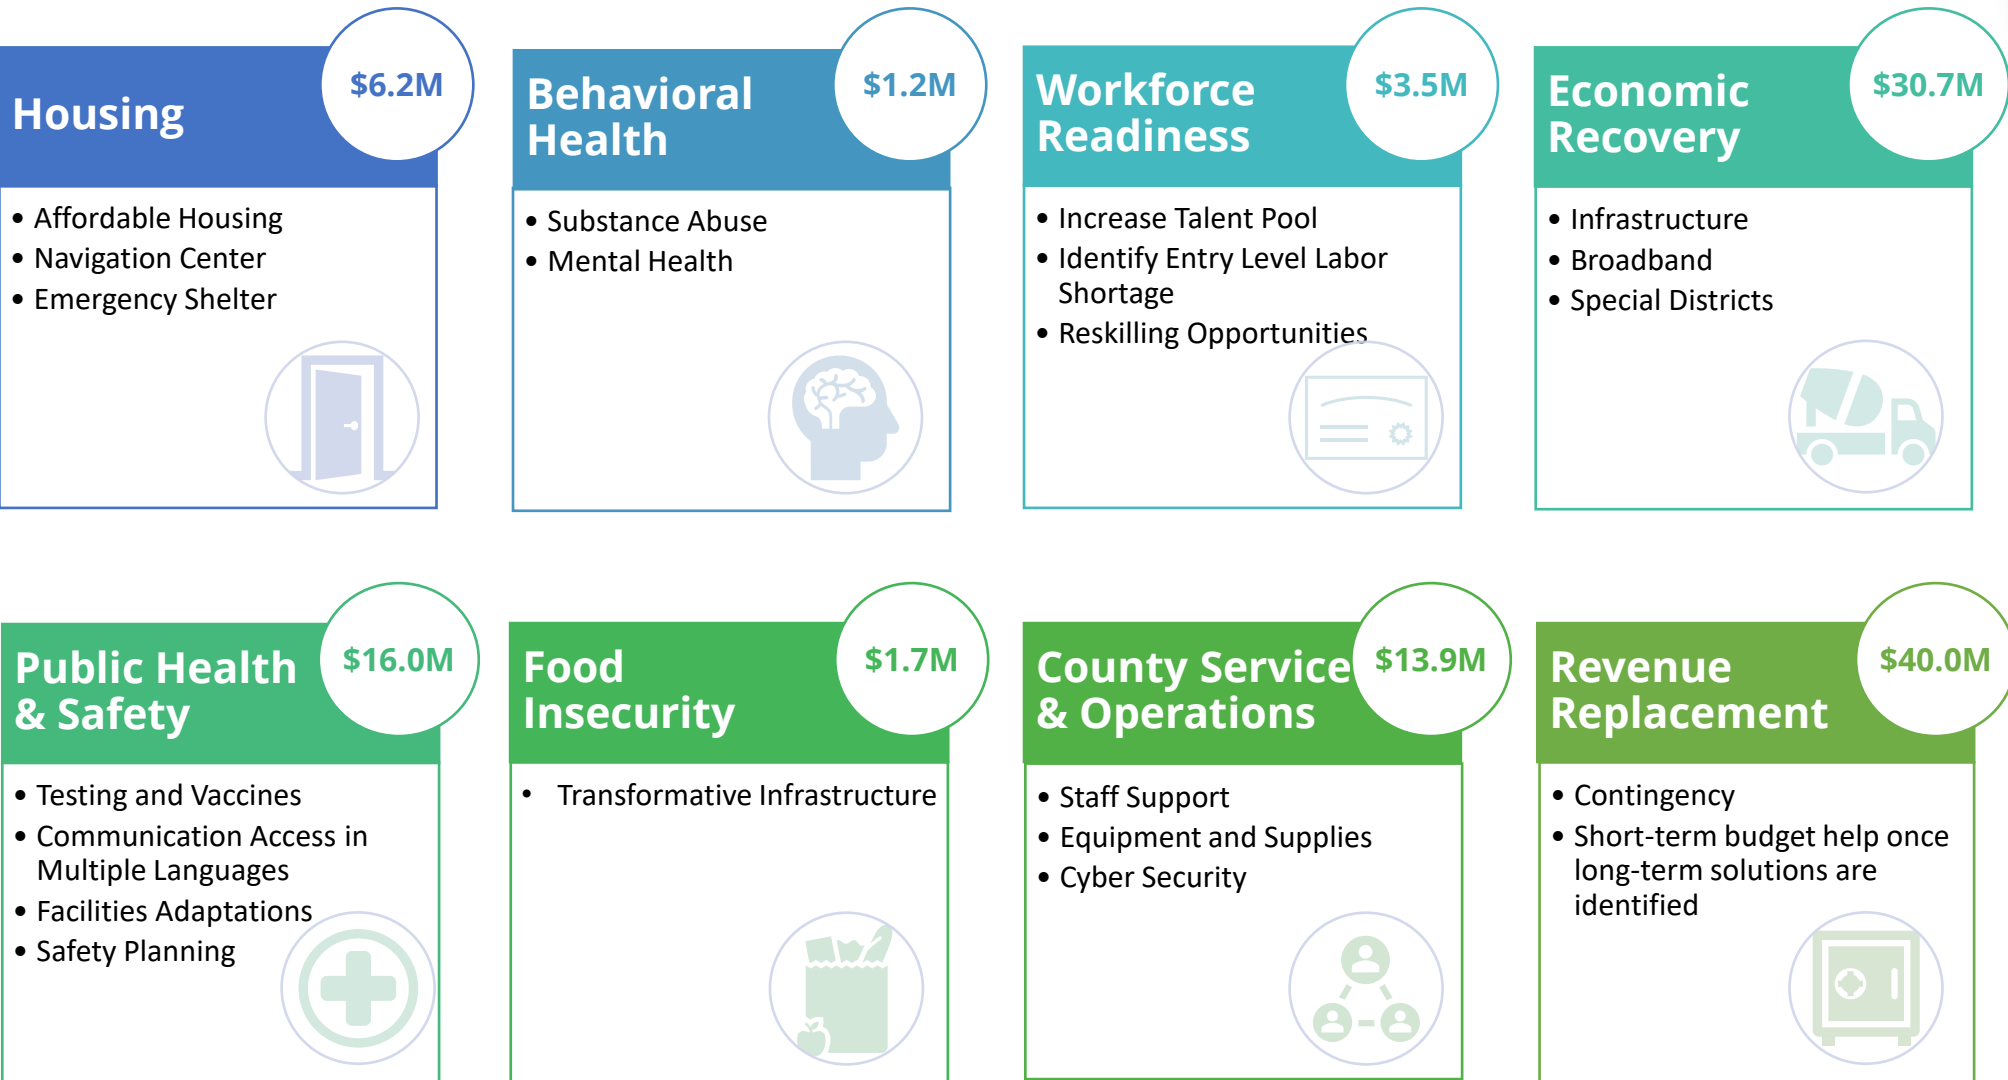 Housing
$6.2M
• Affordable Housing
• Navigation Center
• Emergency Shelter
Behavioral
Health
$1.2M
• Substance Abuse
• Mental Health
Workforce
Readiness
$3.5M
• Increase Talent Pool
• Identify Entry Level Labor
Shortage
• Reskilling Opportunities
Economic
Recovery
$30.7M
• Infrastructure
• Broadband
• Special Districts
Public Health
& Safety
$16.0M
• Testing and Vaccines
• Communication Access in
Multiple Languages
• Facilities Adaptations
• Safety Planning
Food
Insecurity
$1.7M
• Transformative Infrastructure
County Service
& Operations
$13.9M
• Staff Support
• Equipment and Supplies
• Cyber Security
Revenue
Replacement
$40.0M
• Contingency
• Short-term budget help once
long-term solutions are
identified